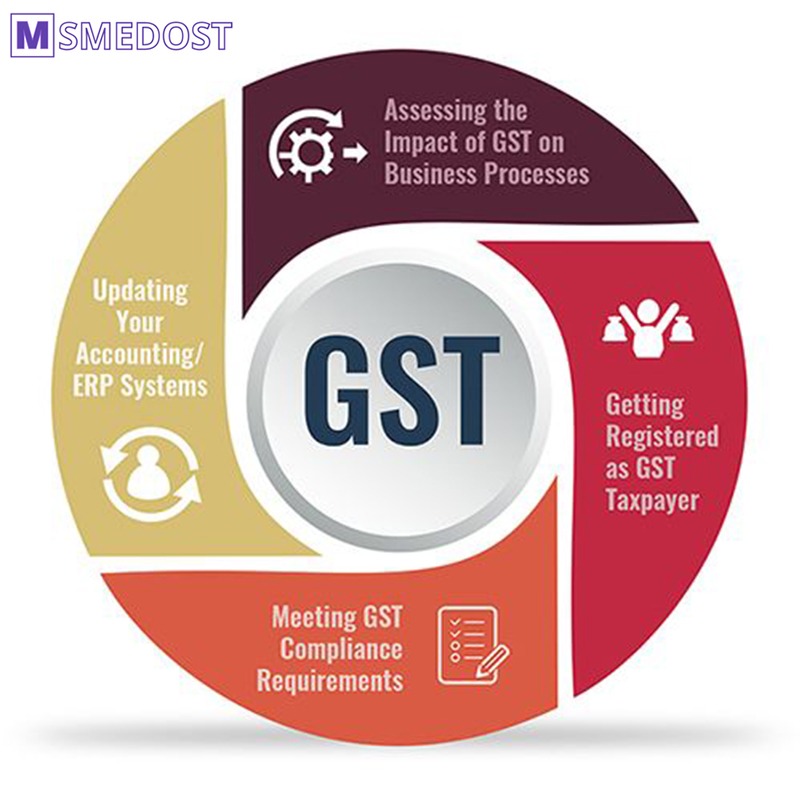 MSMEDOST
Assessing the
Impact of GST on
Business Processes
Updating
Your
Accounting/
ERP Systems
GST
Getting
Registered
as GST
Taxpayer
Meeting GST
Compliance
Requirements